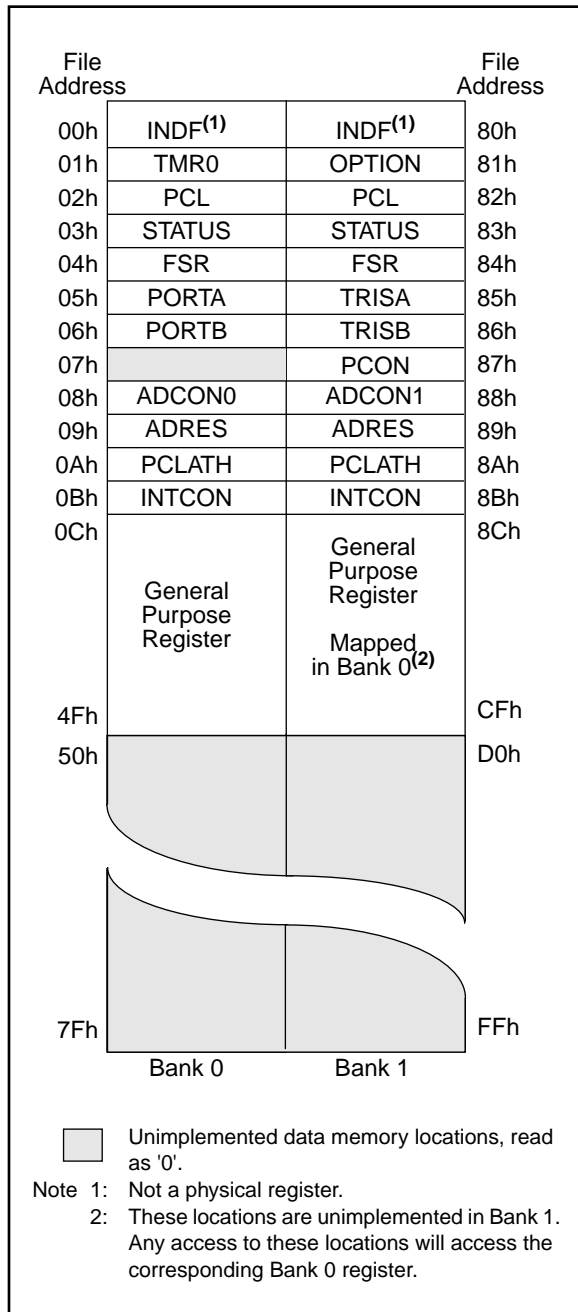 File Address File Address
00h INDF(1) INDF(1) 80h
01h TMR0 OPTION 81h
02h PCL PCL 82h
03h STATUS STATUS 83h
04h FSR FSR 84h
05h PORTA TRISA 85h
06h PORTB TRISB 86h
07h PCON 87h
08h ADCON0 ADCON1 88h
09h ADRES ADRES 89h
0Ah PCLATH PCLATH 8Ah
0Bh INTCON INTCON 8Bh
0Ch 8Ch
General
Purpose
Register
General
Purpose
Register
Mapped
in Bank 0(2)
4Fh CFh
50h D0h
7Fh FFh
Bank 0 Bank 1
Unimplemented data memory locations, read
as '0'.
Note 1: Not a physical register.
2: These locations are unimplemented in Bank 1.
Any access to these locations will access the
corresponding Bank 0 register.